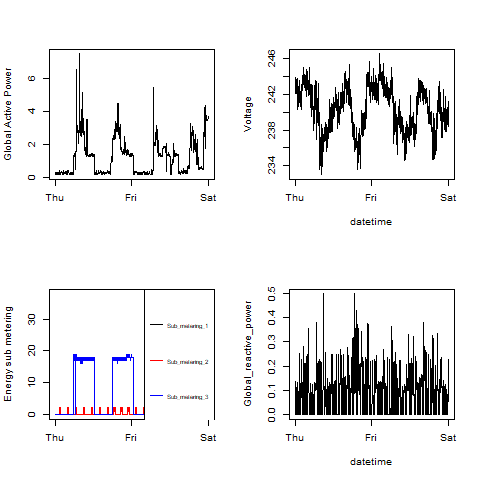 Global Active Power
0 2 4 6
Thu Fri Sat
Voltage
234 238 242 246
Thu Fri Sat
datetime
Energy sub metering
0 10 20 30
Thu Fri Sat
Sub_metering_1
Sub_metering_2
Sub_metering_3
Global_reactive_power
0.0 0.1 0.2 0.3 0.4 0.5
Thu Fri Sat
datetime